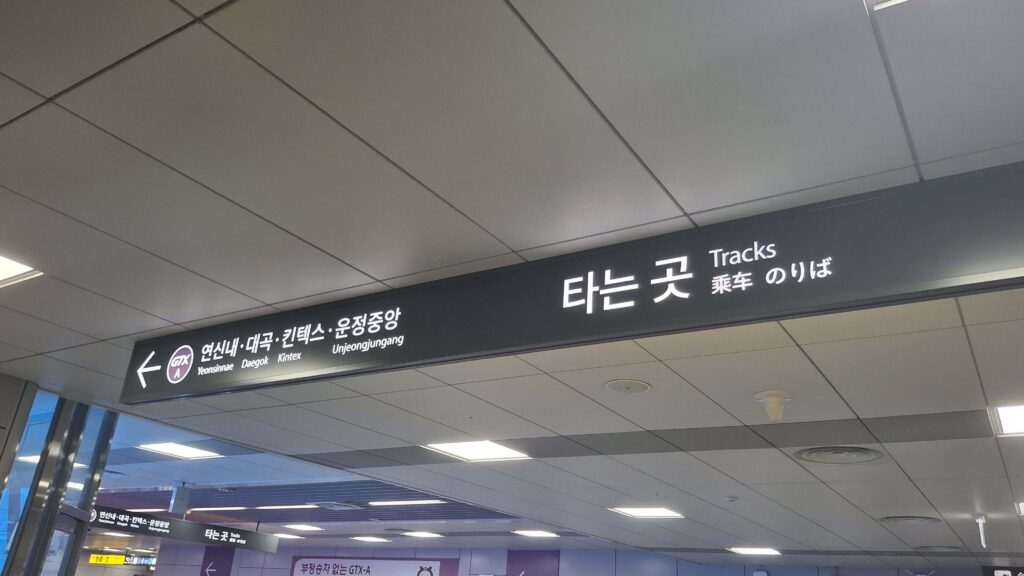 GTX
A
연신내·대곡·킨텍스·운정중앙
Yeonsinnae Daegok Kintex Unjeongjungang
타는 곳
Tracks
乘车 のりば
연신내·대곡·킨텍스·운정중앙
타는 곳
Tracks
부정승차 없는 GTX-A